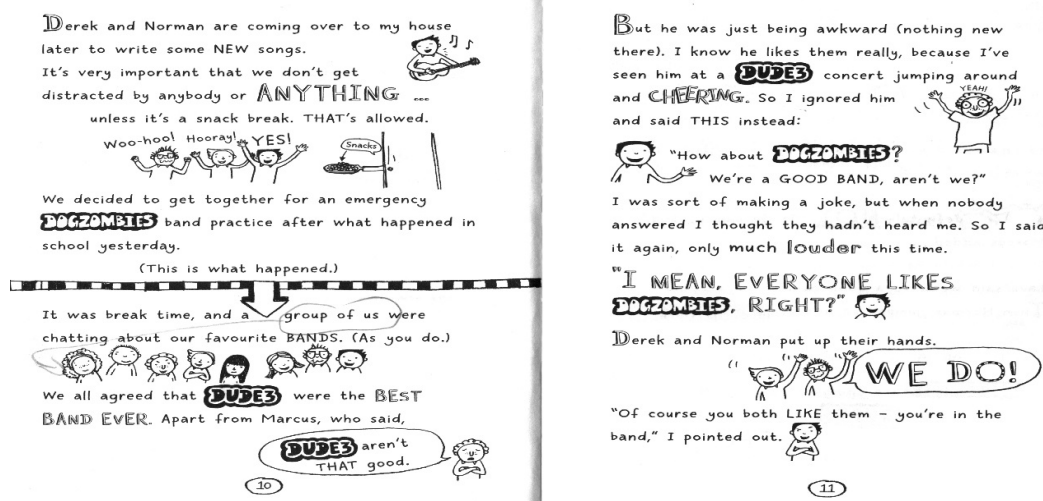 Derek and Norman are coming over to my house
later to write some NEW songs.
It's very important that we don't get
distracted by anybody or ANYTHING ...
unless it's a snack break. THAT's allowed.
Woo-hoo! Hooray! YES!
Snacks
We decided to get together for an emergency
DOGZOMBIES band practice after what happened in
school yesterday.
(This is what happened.)
It was break time, and a group of us were
chatting about our favourite BANDS. (As you do.)
We all agreed that DUDE3 were the BEST
BAND EVER. Apart from Marcus, who said,
DUDE3 aren't
THAT good.
10
But he was just being awkward (nothing new
there). I know he likes them really, because I've
seen him at a DUDE3 concert jumping around
and CHEERING. So I ignored him
YEAH!
and said THIS instead:
"How about DOGZOMBIES?
We're a GOOD BAND, aren't we?"
I was sort of making a joke, but when nobody
answered I thought they hadn't heard me. So I said
it again, only much louder this time.
"I MEAN, EVERYONE LIKES
DOGZOMBIES, RIGHT?"
Derek and Norman put up their hands.
WE DO!
"Of course you both LIKE them – you're in the
band," I pointed out.
11